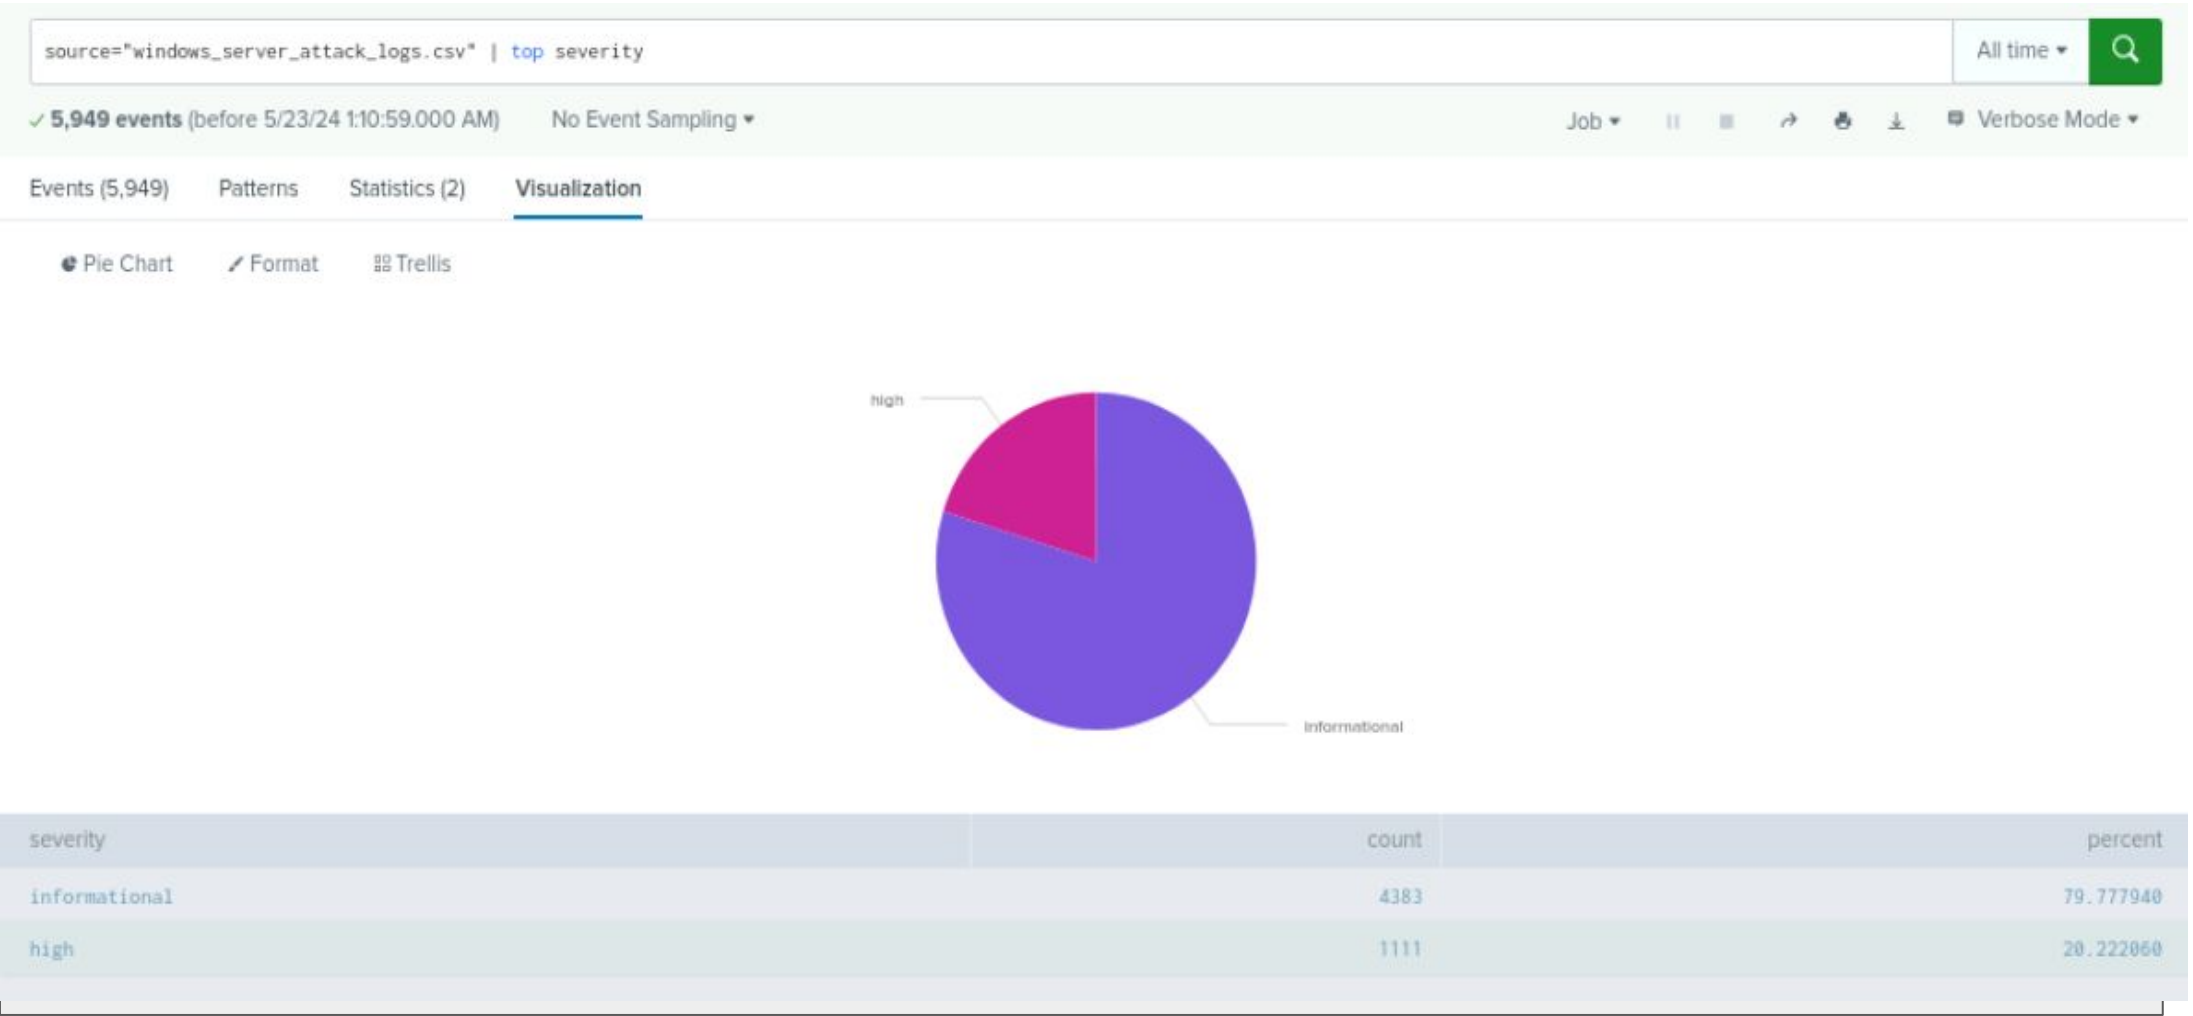 source="windows_server_attack_logs.csv" | top severity
All time
5,949 events (before 5/23/24 1:10:59.000 AM)
No Event Sampling
Job
Verbose Mode
Events (5,949)
Patterns
Statistics (2)
Visualization
Pie Chart
Format
Trellis
high
informational
severity count percent
informational 4383 79.777940
high 1111 20.222060